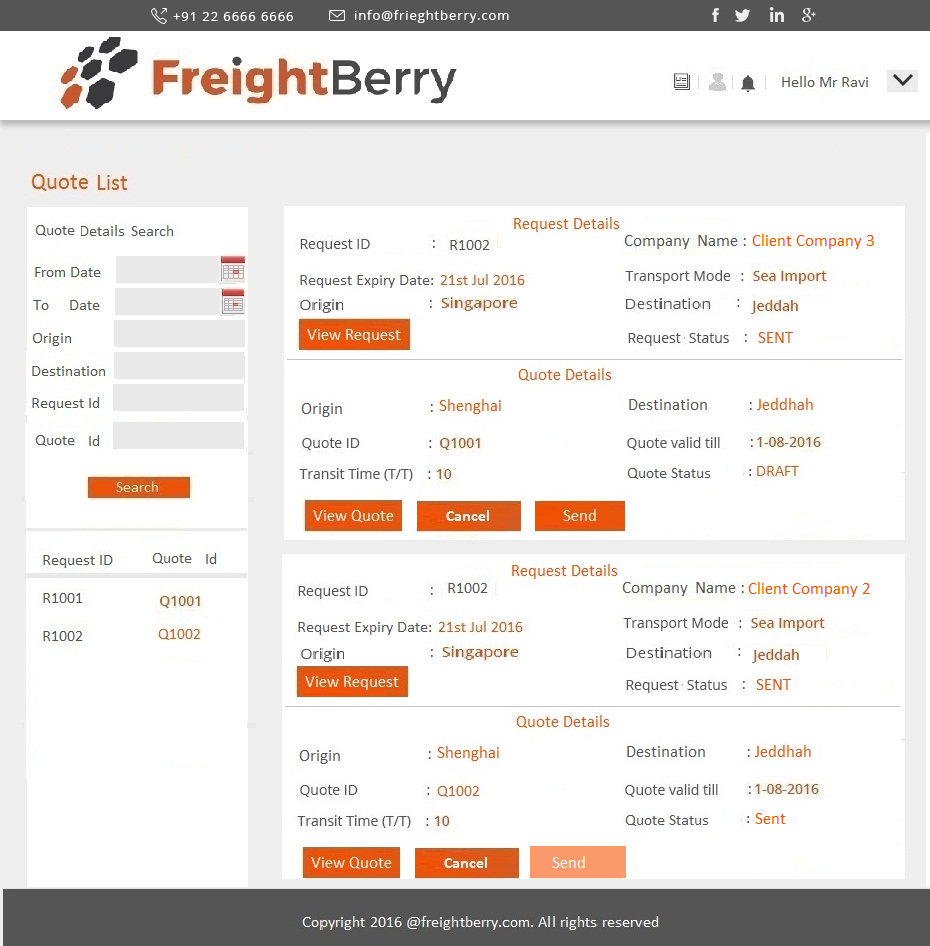 +91 22 6666 6666 info@frieghtberry.com f in g+
FreightBerry
Hello Mr Ravi
Quote List
Quote Details Search
From Date
To Date
Origin
Destination
Request Id
Quote Id
Search
Request ID Quote Id
R1001 Q1001
R1002 Q1002
Request Details
Request ID : R1002 Company Name : Client Company 3
Request Expiry Date: 21st Jul 2016 Transport Mode : Sea Import
Origin : Singapore Destination : Jeddah
View Request Request Status : SENT
Quote Details
Origin : Shenghai Destination : Jeddhah
Quote ID : Q1001 Quote valid till : 1-08-2016
Transit Time (T/T) : 10 Quote Status : DRAFT
View Quote Cancel Send
Request Details
Request ID : R1002 Company Name : Client Company 2
Request Expiry Date: 21st Jul 2016 Transport Mode : Sea Import
Origin : Singapore Destination : Jeddah
View Request Request Status : SENT
Quote Details
Origin : Shenghai Destination : Jeddhah
Quote ID : Q1002 Quote valid till : 1-08-2016
Transit Time (T/T) : 10 Quote Status : Sent
View Quote Cancel Send
Copyright 2016 @freightberry.com. All rights reserved